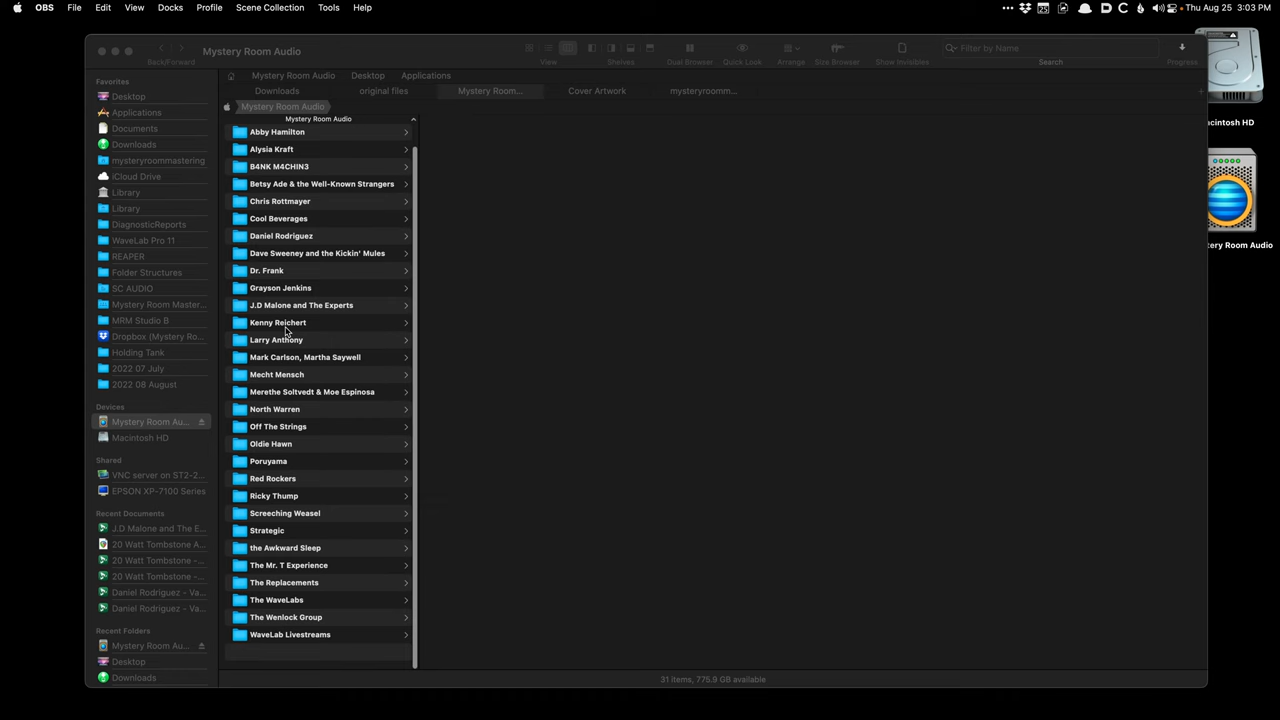 OBS File Edit View Docks Profile Scene Collection Tools Help
Thu Aug 25 3:03 PM
Mystery Room Audio
Back/Forward View Shelves Dual Browser Quick Look Arrange Size Browser Show Invisibles Search Progress
Filter by Name
Mystery Room Audio Desktop Applications
Downloads original files Mystery Room... Cover Artwork mysteryroomm...
Mystery Room Audio
Mystery Room Audio
Favorites
Desktop
Applications
Documents
Downloads
mysteryroommastering
iCloud Drive
Library
Library
DiagnosticReports
WaveLab Pro 11
REAPER
Folder Structures
SC AUDIO
Mystery Room Master...
MRM Studio B
Dropbox (Mystery Ro...
Holding Tank
2022 07 July
2022 08 August
Devices
Mystery Room Au...
Macintosh HD
Shared
VNC server on ST2-2...
EPSON XP-7100 Series
Recent Documents
J.D Malone and The E...
20 Watt Tombstone A...
20 Watt Tombstone -...
20 Watt Tombstone -...
Daniel Rodriguez - Va...
Daniel Rodriguez - Va...
Recent Folders
Mystery Room Au...
Desktop
Downloads
Abby Hamilton
Alysia Kraft
B4NK M4CHIN3
Betsy Ade & the Well-Known Strangers
Chris Rottmayer
Cool Beverages
Daniel Rodriguez
Dave Sweeney and the Kickin' Mules
Dr. Frank
Grayson Jenkins
J.D Malone and The Experts
Kenny Reichert
Larry Anthony
Mark Carlson, Martha Saywell
Mecht Mensch
Merethe Soltvedt & Moe Espinosa
North Warren
Off The Strings
Oldie Hawn
Poruyama
Red Rockers
Ricky Thump
Screeching Weasel
Strategic
the Awkward Sleep
The Mr. T Experience
The Replacements
The WaveLabs
The Wenlock Group
WaveLab Livestreams
31 items, 775.9 GB available
acintosh HD
tery Room Audio